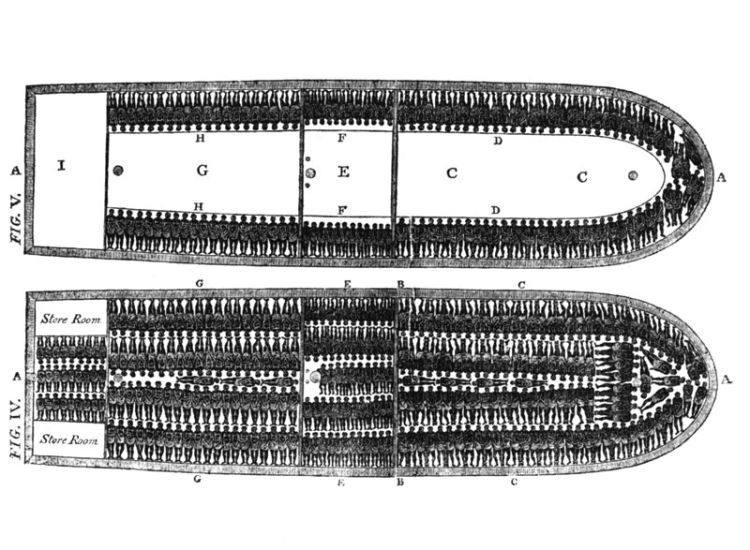 H F D
A I G E C C A
H F D
FIG. V.
G E B C
Store Room
A A
FIG. IV.
Store Room
G E B C